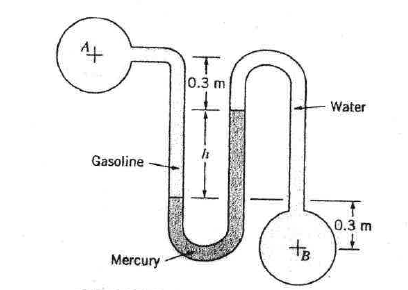 A
0.3 m
Water
Gasoline
h
0.3 m
B
Mercury